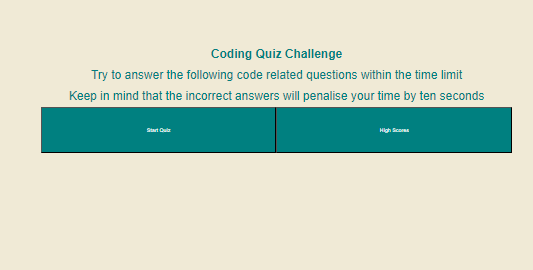 Coding Quiz Challenge
Try to answer the following code related questions within the time limit
Keep in mind that the incorrect answers will penalise your time by ten seconds
Start Quiz
High Scores